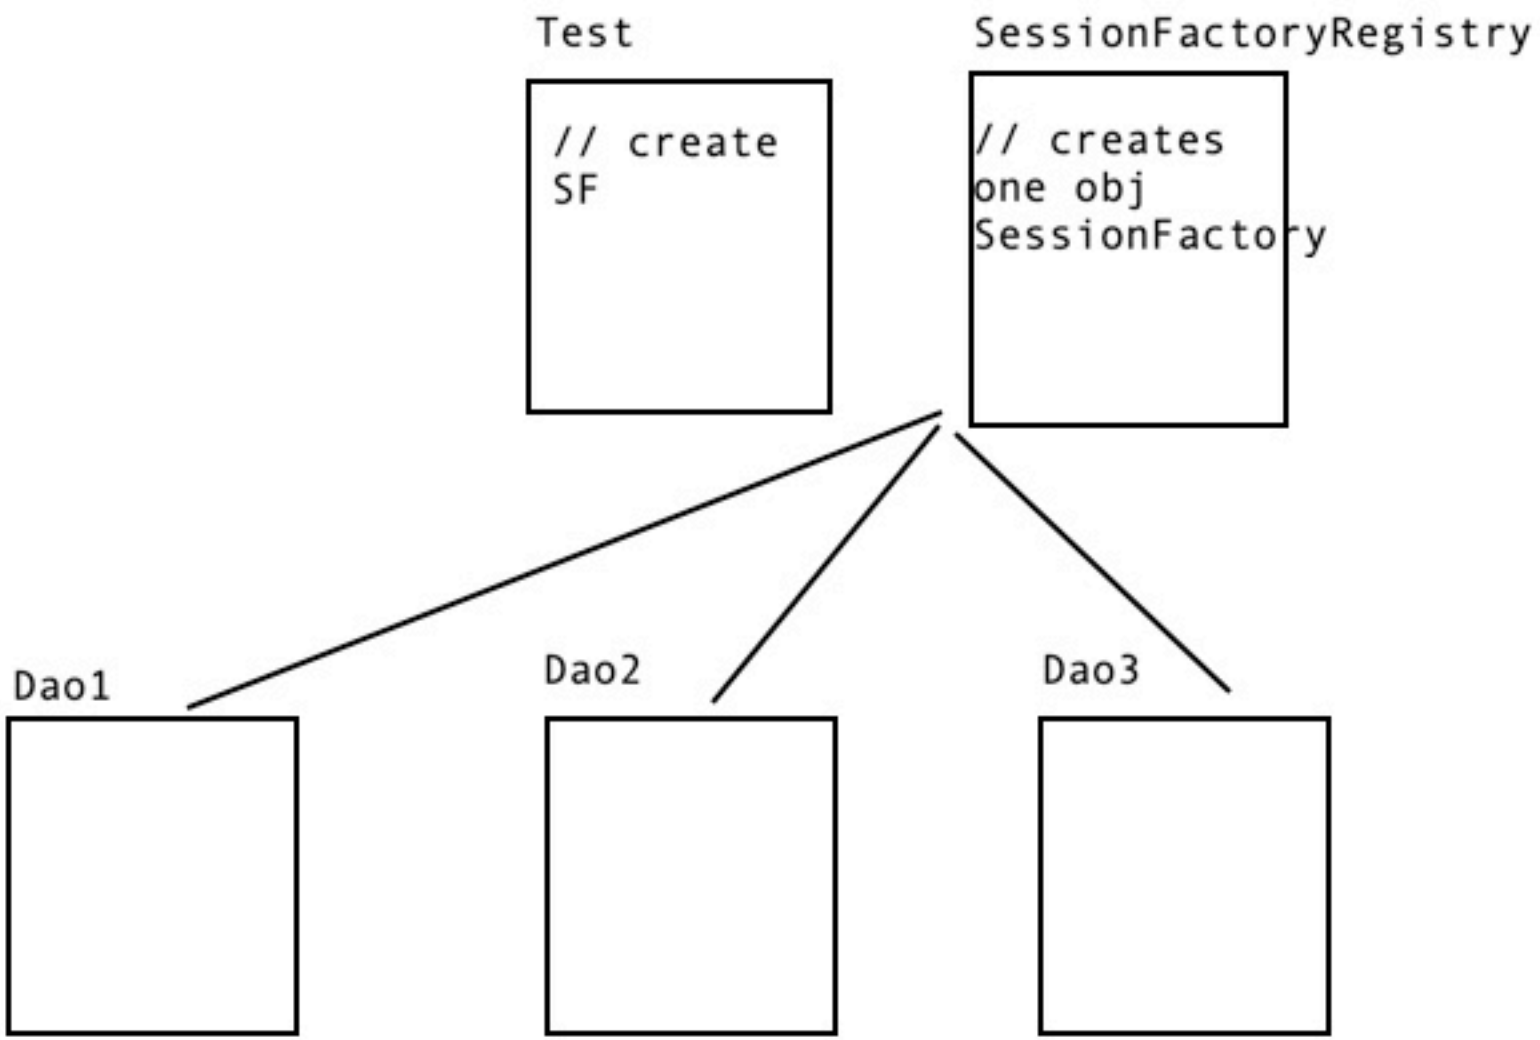 Test
SessionFactoryRegistry
// create
SF
// creates
one obj
SessionFactory
Dao1
Dao2
Dao3